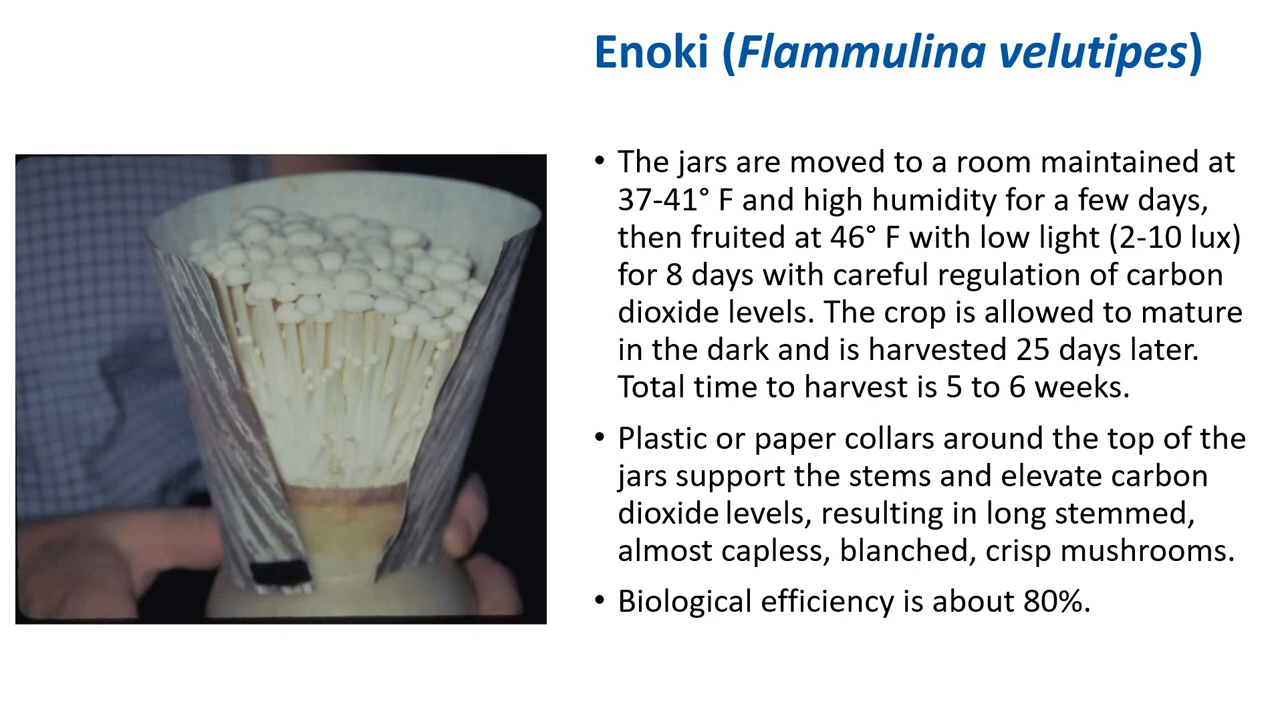 Enoki (Flammulina velutipes)
• The jars are moved to a room maintained at
37-41° F and high humidity for a few days,
then fruited at 46° F with low light (2-10 lux)
for 8 days with careful regulation of carbon
dioxide levels. The crop is allowed to mature
in the dark and is harvested 25 days later.
Total time to harvest is 5 to 6 weeks.
• Plastic or paper collars around the top of the
jars support the stems and elevate carbon
dioxide levels, resulting in long stemmed,
almost capless, blanched, crisp mushrooms.
• Biological efficiency is about 80%.